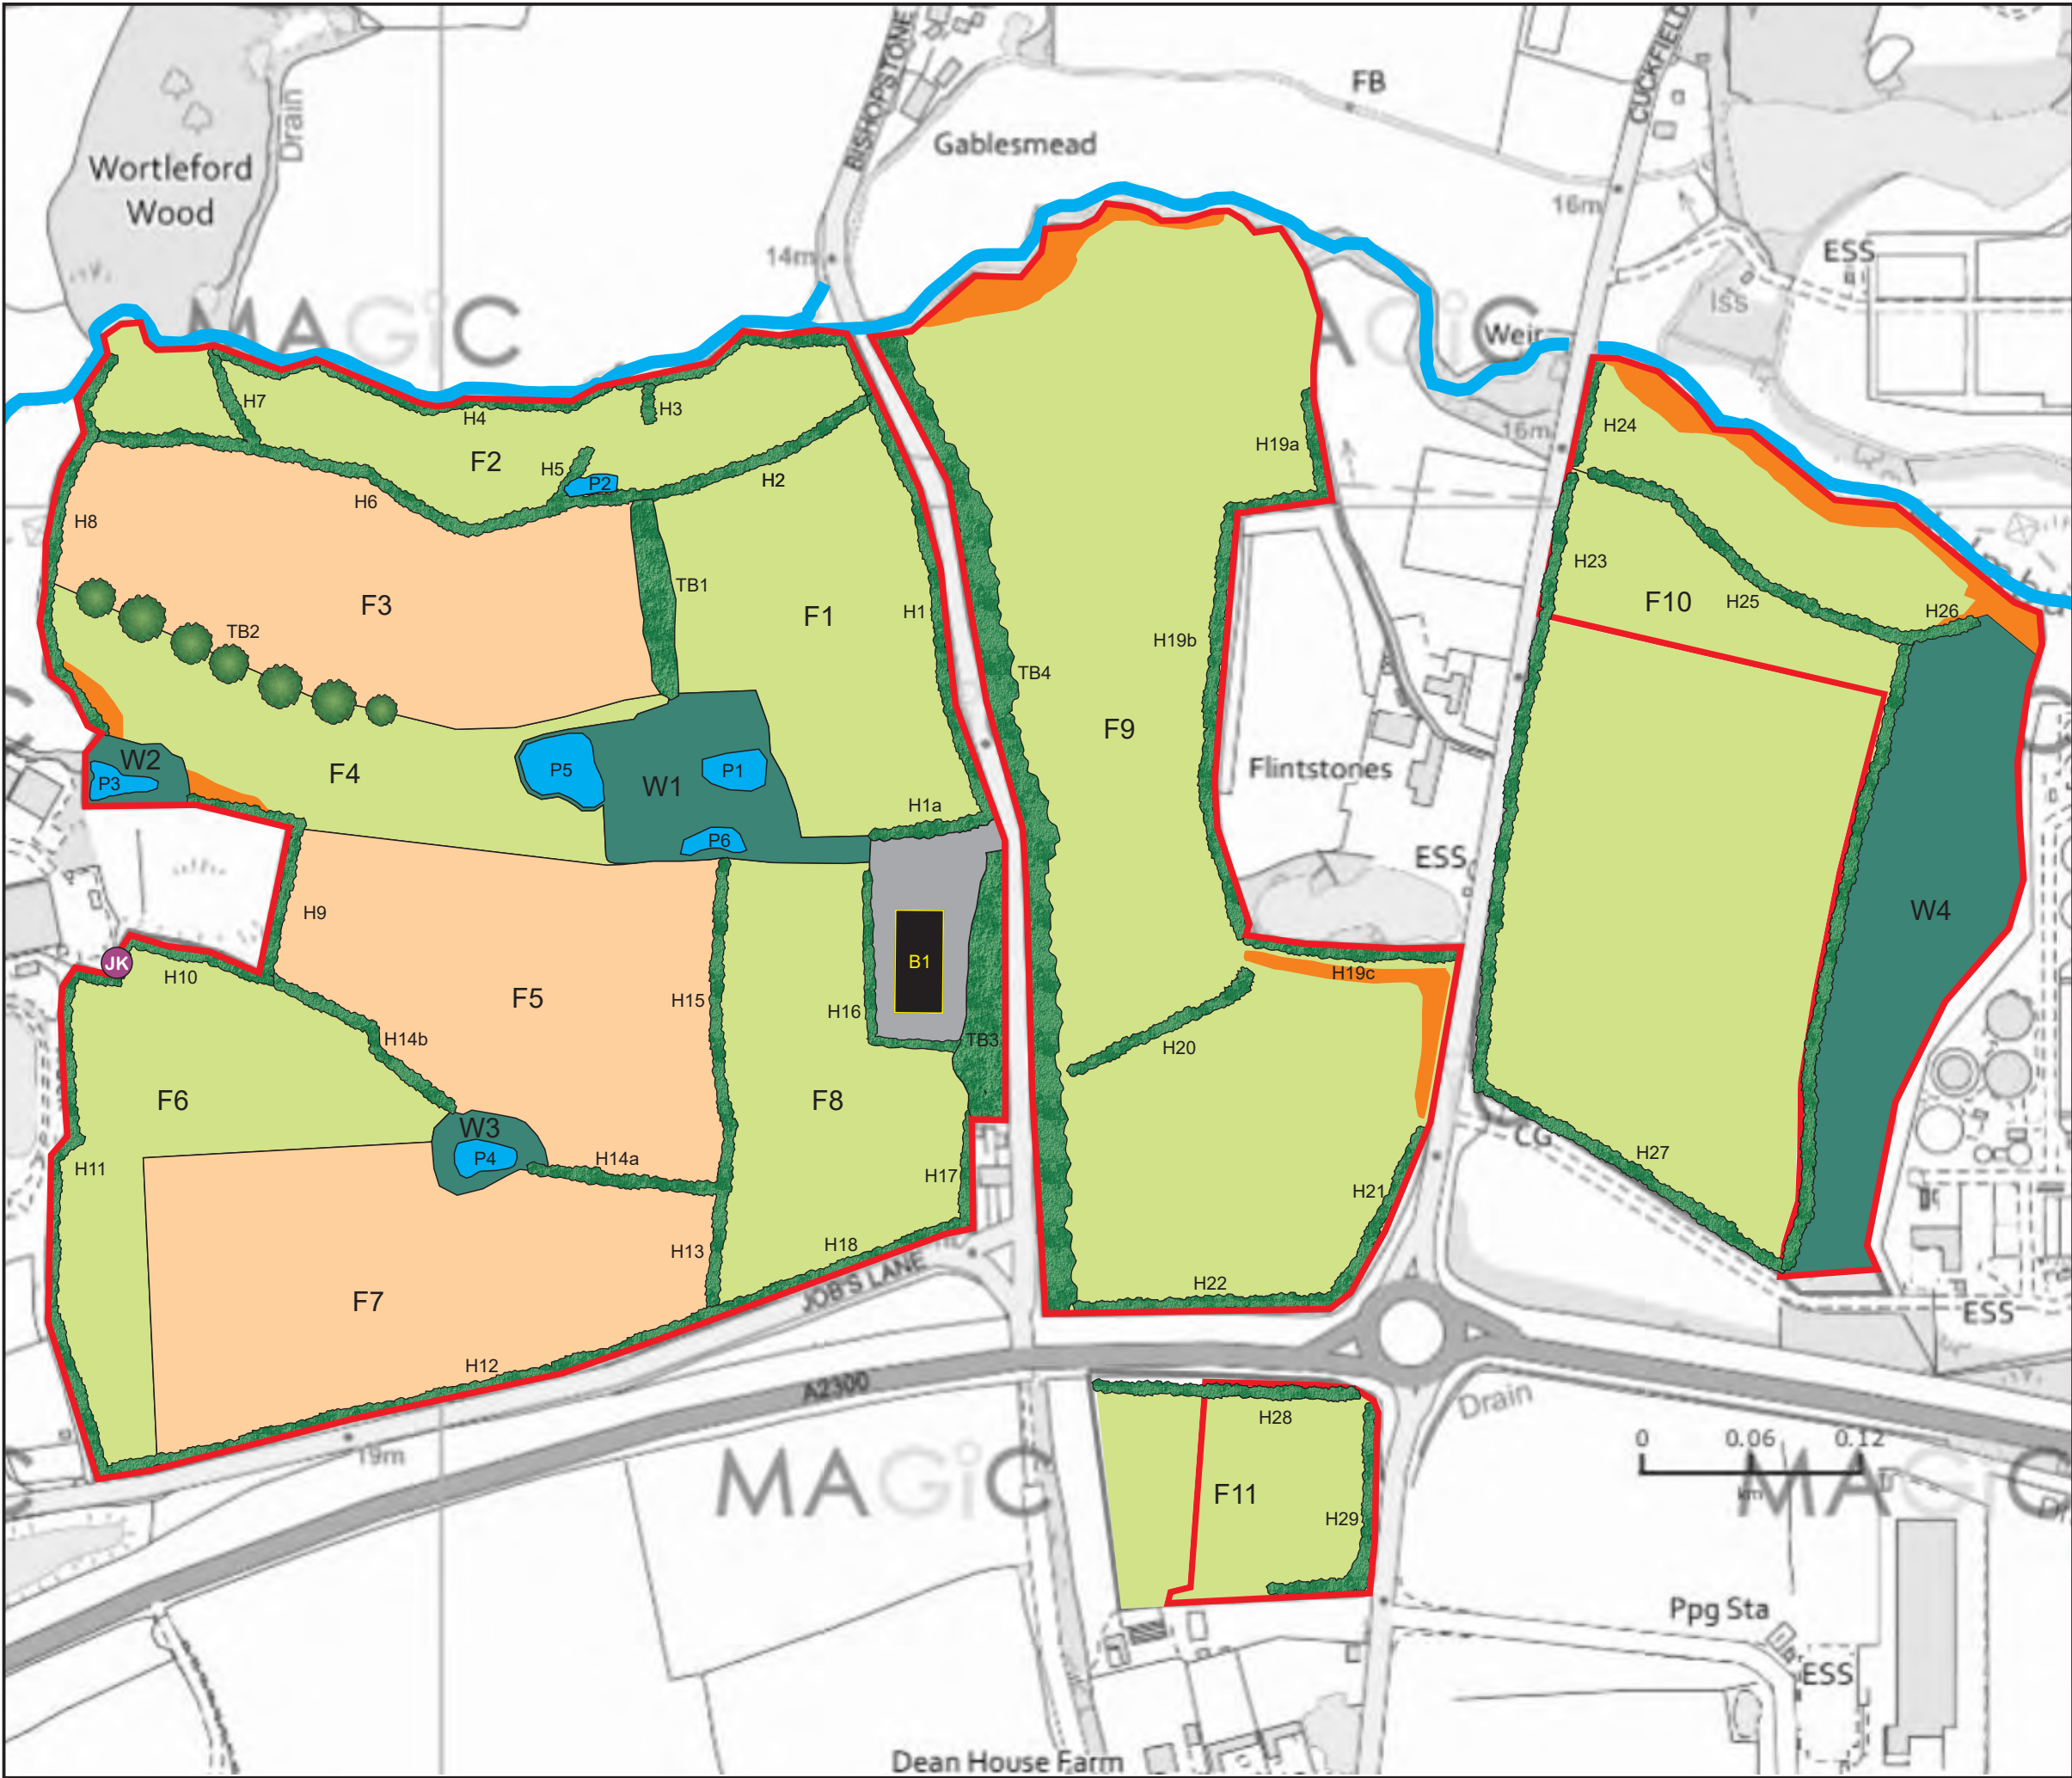 BISHOPSTONE
CUCKFIELD
FB
Gablesmead
Drain
Wortleford
Wood
16m
14m
ESS
Iss
MAGiC
Weir
H7
H4
H3
H19a
16m
H24
F2
H5
P2
H2
H6
H8
H23
TB1
F3
F1
H1
TB2
H19b
F10
H25
H26
TB4
F9
W2
P3
F4
P5
W1
P1
Flintstones
H1a
P6
ESS
H9
W4
JK
H10
B1
H19c
F5
H15
H16
H14b
TB3
H20
F6
F8
W3
P4
CG
H14a
H11
H17
H21
H27
H13
H18
JOB'S LANE
H22
F7
ESS
H12
A2300
Drain
H28
19m
0 0.06 0.12
km
MAGiC
F11
H29
Ppg Sta
ESS
Dean House Farm